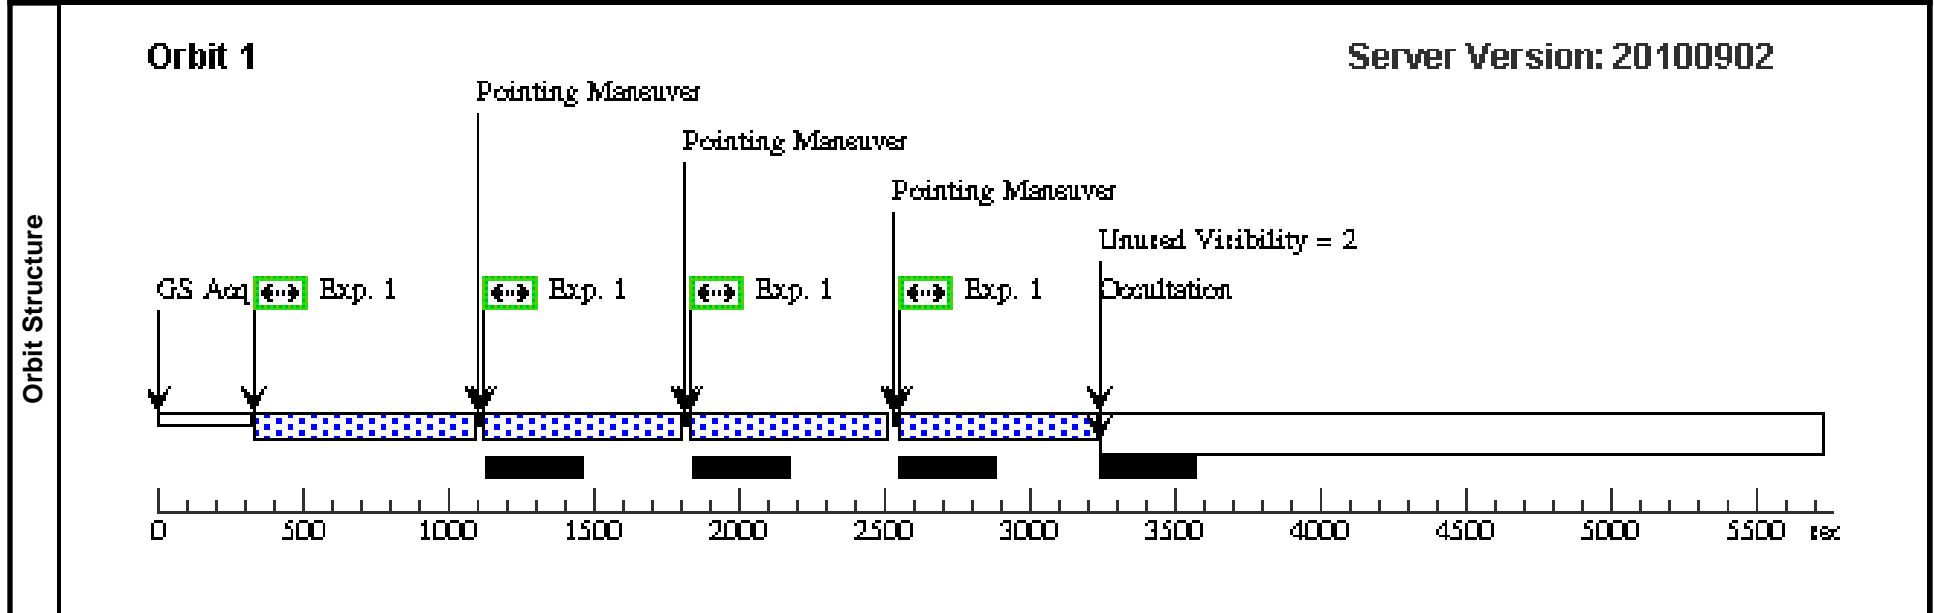 Orbit Structure
Orbit 1
Server Version: 20100902
Pointing Maneuver
Pointing Maneuver
Pointing Maneuver
Unused Visibility = 2
GS Acq Exp. 1 Exp. 1 Exp. 1 Exp. 1 Occultation
0 500 1000 1500 2000 2500 3000 3500 4000 4500 5000 5500 sec